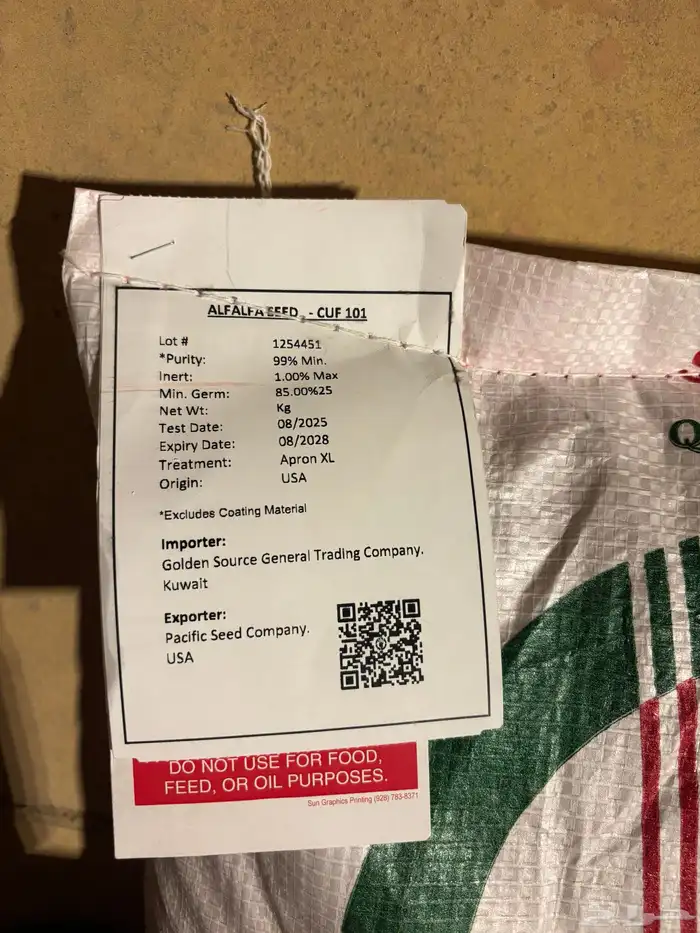 ALFALFA SEED - CUF 101
Lot # 1254451
*Purity: 99% Min.
Inert: 1.00% Max
Min. Germ: 85.00%25
Net Wt: Kg
Test Date: 08/2025
Expiry Date: 08/2028
Treatment: Apron XL
Origin: USA
*Excludes Coating Material
Importer:
Golden Source General Trading Company.
Kuwait
Exporter:
Pacific Seed Company.
USA
DO NOT USE FOR FOOD,
FEED, OR OIL PURPOSES.
Sun Graphics Printing (928) 783-8371
Q